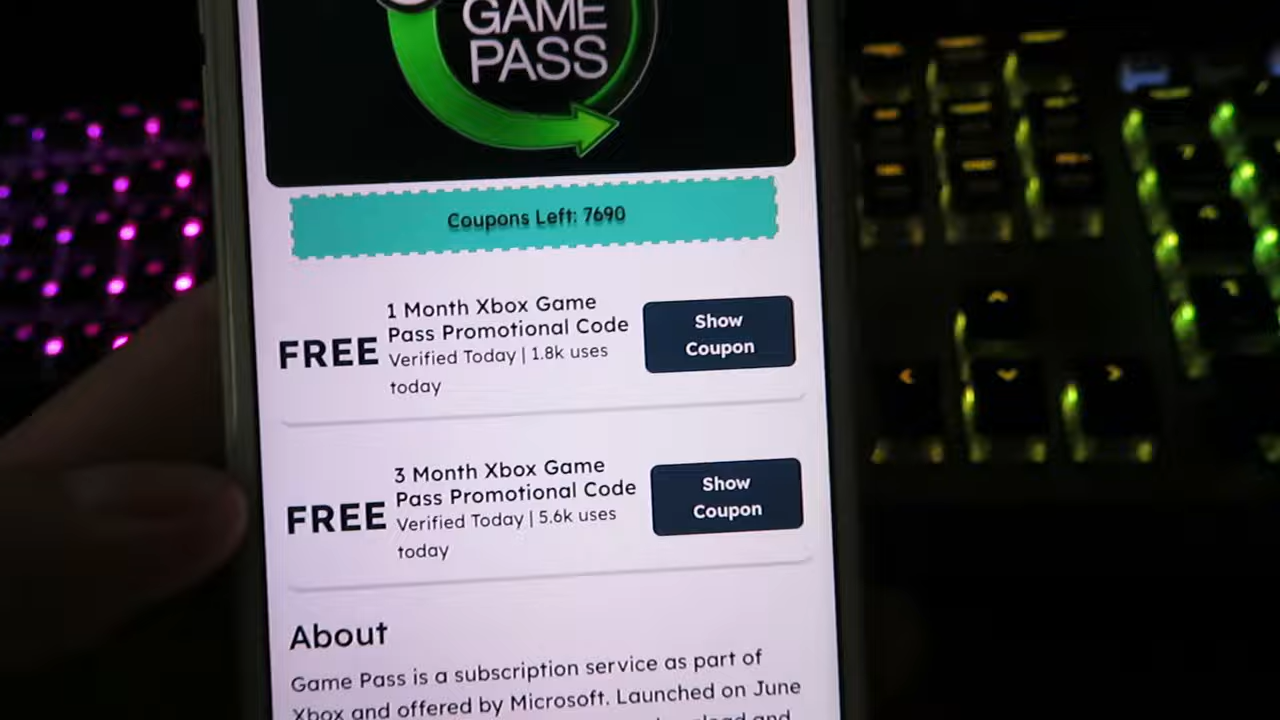 GAME
PASS
Coupons Left: 7690
FREE
1 Month Xbox Game
Pass Promotional Code
Verified Today | 1.8k uses
today
Show
Coupon
FREE
3 Month Xbox Game
Pass Promotional Code
Verified Today | 5.6k uses
today
Show
Coupon
About
Game Pass is a subscription service as part of
Xbox and offered by Microsoft. Launched on June
and